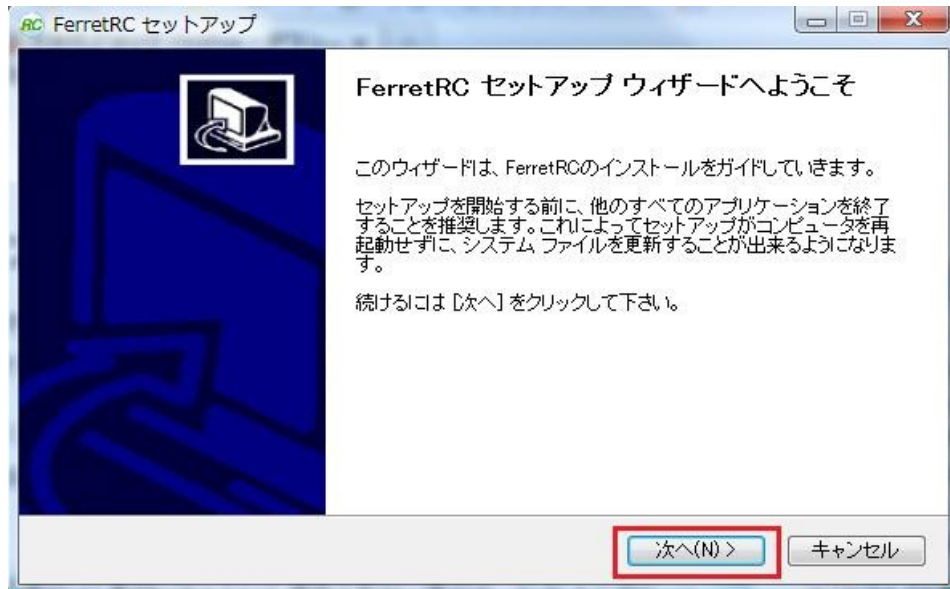 RC FerretRC セットアップ
FerretRC セットアップ ウィザードへようこそ
このウィザードは、FerretRCのインストールをガイドしていきます。
セットアップを開始する前に、他のすべてのアプリケーションを終了
することを推奨します。これによってセットアップがコンピュータを再
起動せずに、システム ファイルを更新することが出来るようになりま
す。
続けるには [次へ] をクリックして下さい。
次へ(N) >
キャンセル